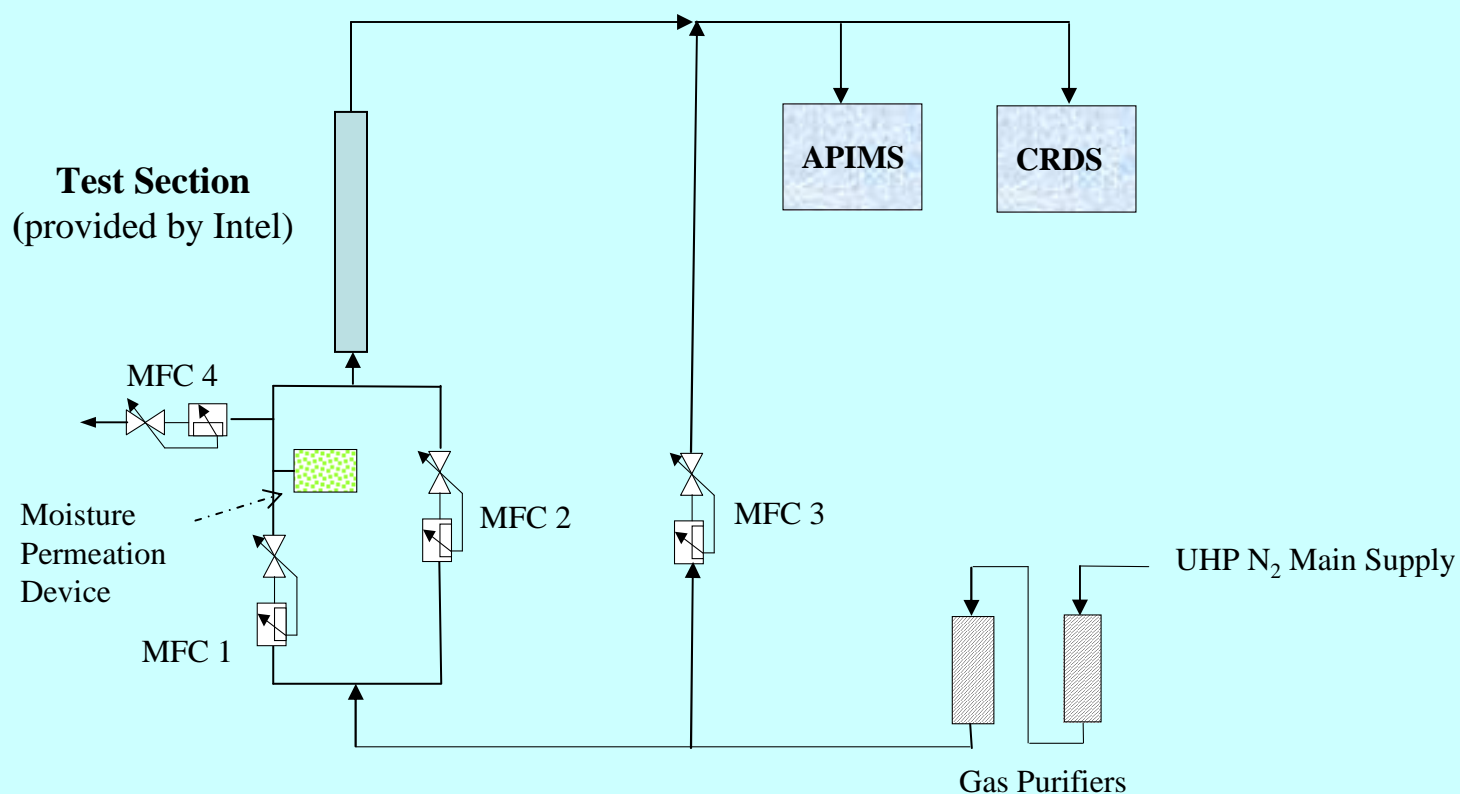 APIMS
CRDS
Test Section
(provided by Intel)
MFC 4
Moisture
Permeation
Device
MFC 2
MFC 3
MFC 1
UHP N₂ Main Supply
Gas Purifiers